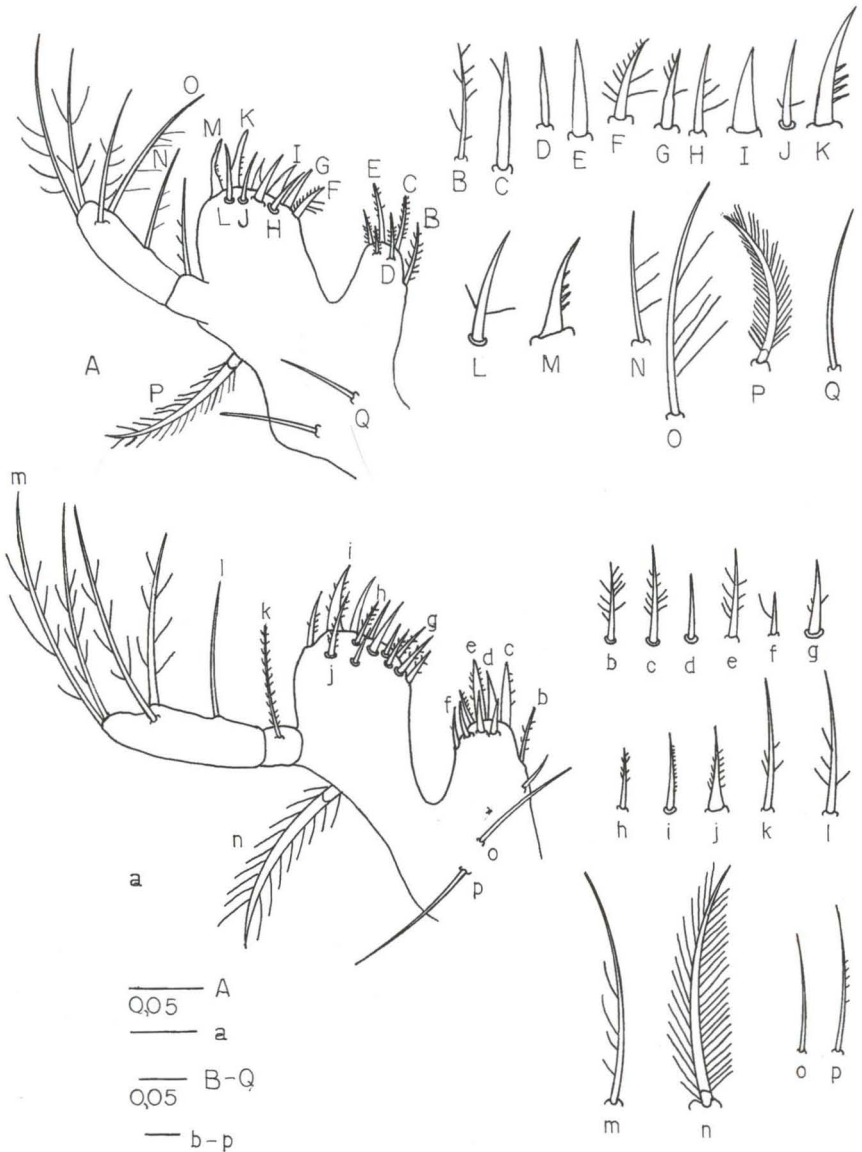 O
M K
N
I
G
F
L J
H
E
C
B
D
A
P
Q
B C D E F G H I J K
L M N O P Q
m
l
k
i
h
g
j
e d c
f
b
n
o
p
a
b c d e f g
h i j k l
m n o p
A
0,05
a
B-Q
0,05
b-p